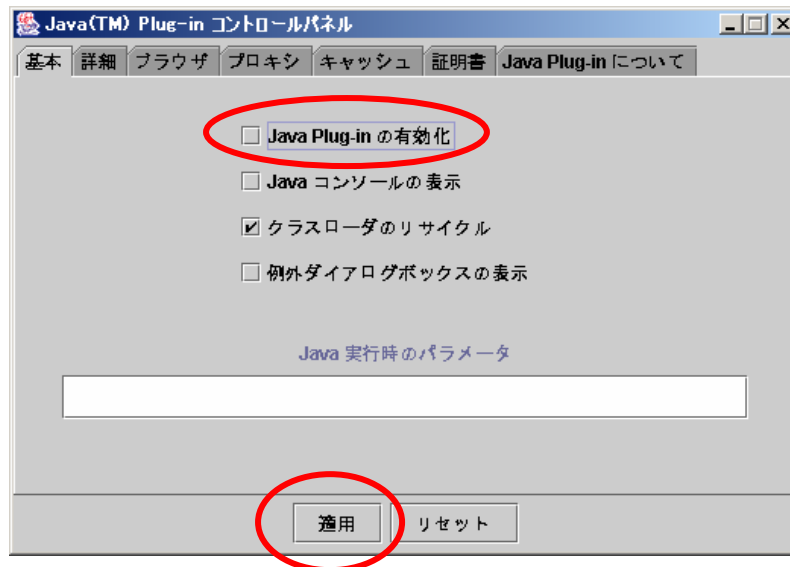 Java(TM) Plug-in コントロールパネル
基本 詳細 ブラウザ プロキシ キャッシュ 証明書 Java Plug-in について
Java Plug-in の有効化
Java コンソールの表示
クラスローダのリサイクル
例外ダイアログボックスの表示
Java 実行時のパラメータ
適用 リセット